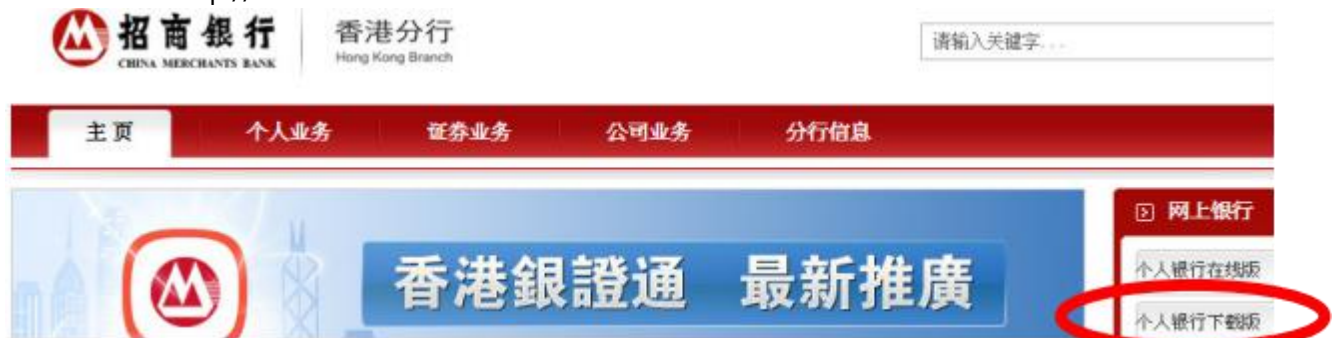 招商银行
CHINA MERCHANTS BANK
香港分行
Hong Kong Branch
请输入关键字...
主页 个人业务 证券业务 公司业务 分行信息
香港銀證通 最新推廣
网上银行
个人银行在线版
个人银行下载版